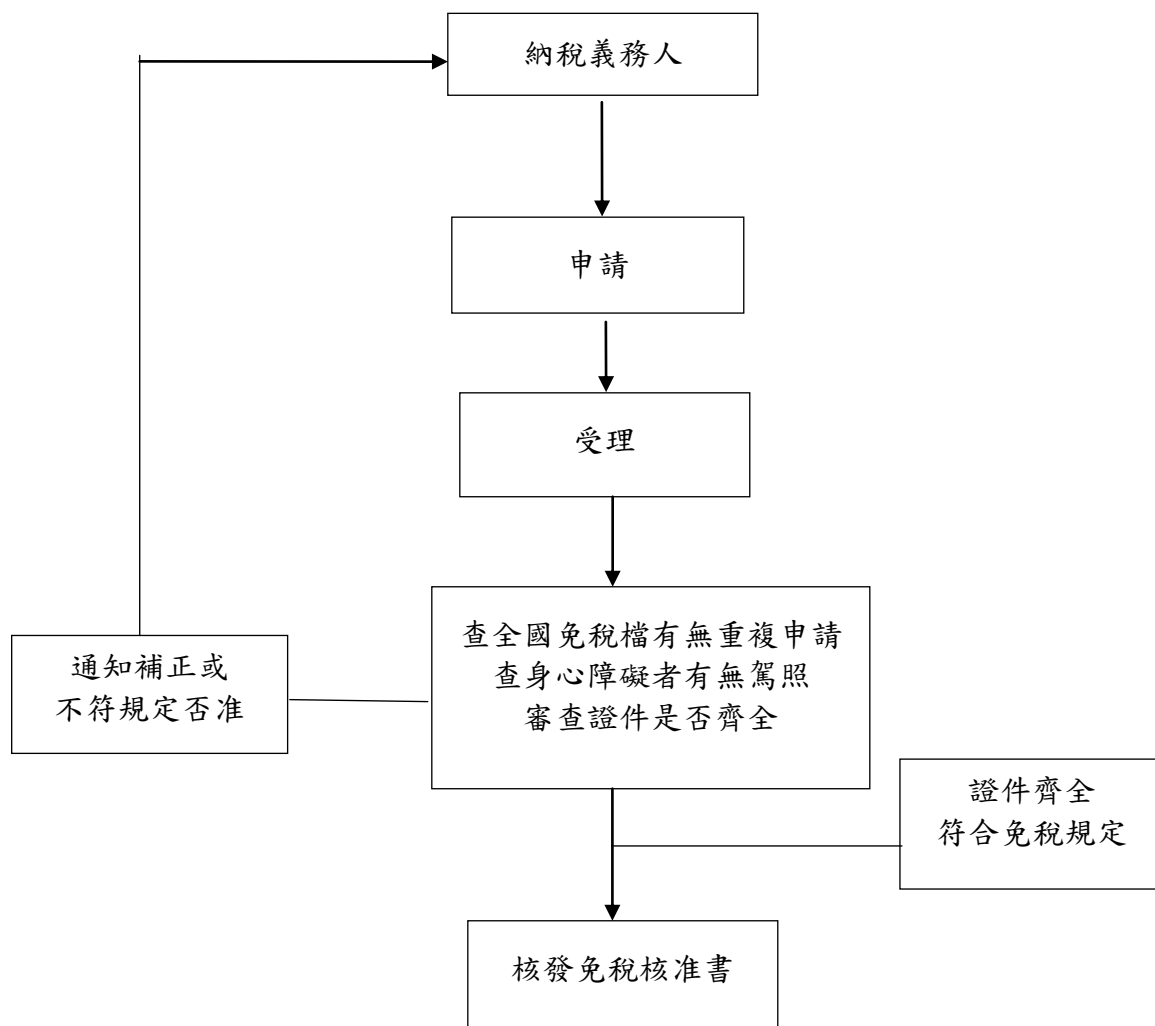 納稅義務人
申請
受理
查全國免稅檔有無重複申請
查身心障礙者有無駕照
審查證件是否齊全
通知補正或
不符規定否准
證件齊全
符合免稅規定
核發免稅核准書